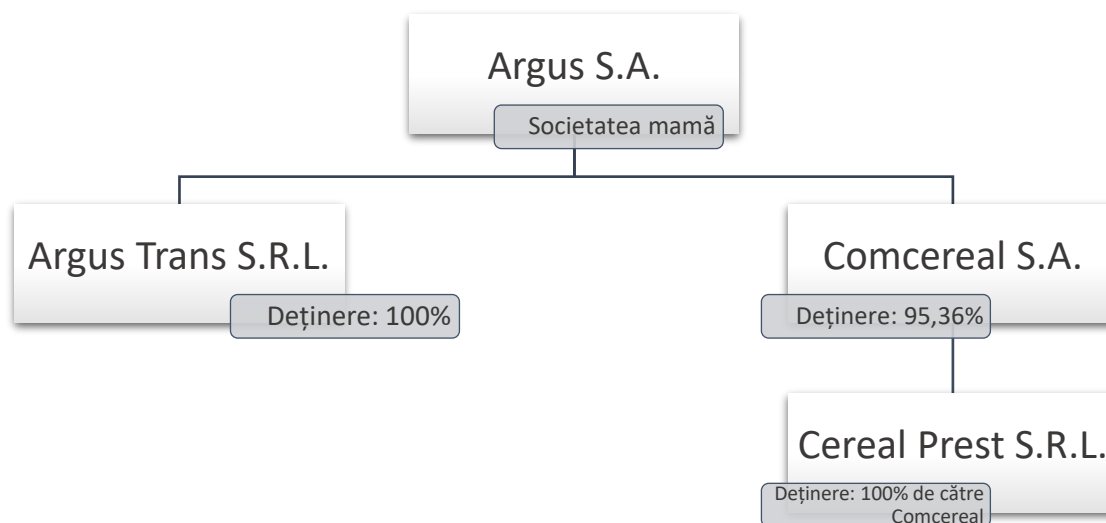 Argus S.A.
Societatea mamă
Argus Trans S.R.L.
Deținere: 100%
Comcereal S.A.
Deținere: 95,36%
Cereal Prest S.R.L.
Deținere: 100% de către
Comcereal